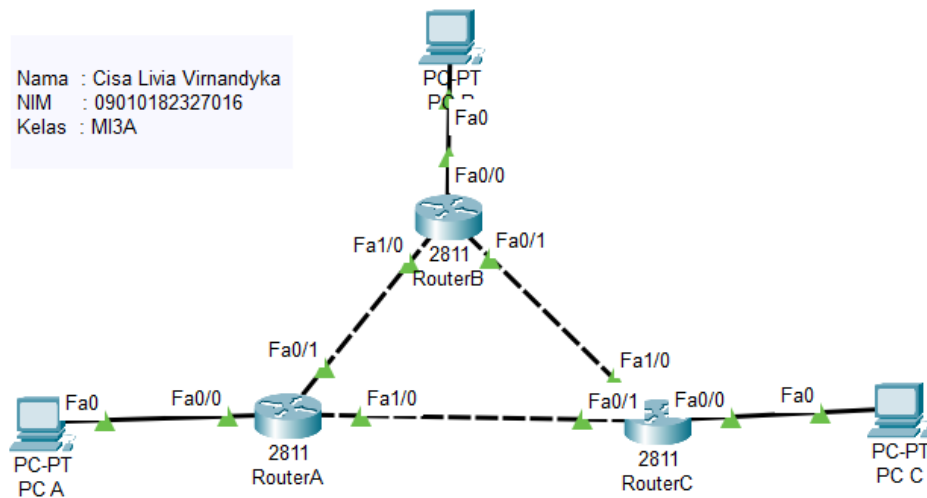 Nama : Cisa Livia Virnandyka
NIM : 09010182327016
Kelas : MI3A
PC-PT
Fa0
Fa0/0
Fa1/0
Fa0/1
2811
RouterB
Fa0/1
Fa1/0
Fa0
Fa0/0
Fa1/0
Fa0/1
Fa0/0
Fa0
PC-PT
PC A
2811
RouterA
2811
RouterC
PC-PT
PC C